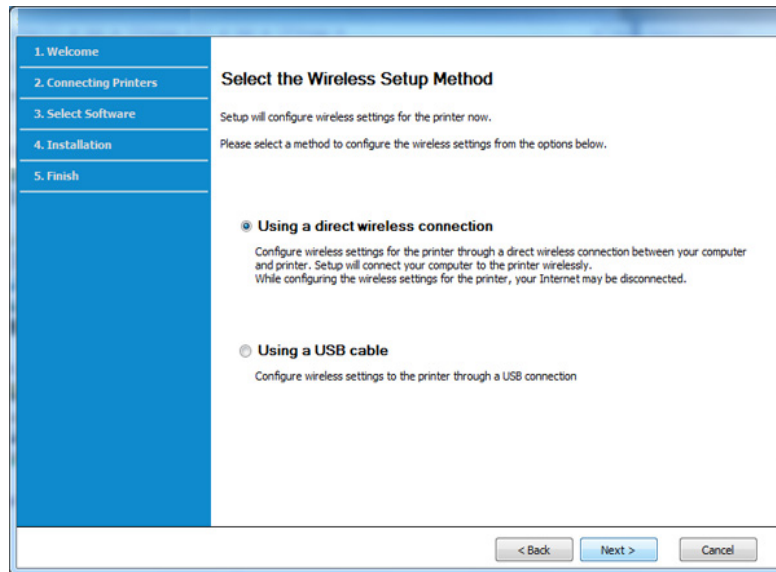 1. Welcome
2. Connecting Printers
3. Select Software
4. Installation
5. Finish
Select the Wireless Setup Method
Setup will configure wireless settings for the printer now.
Please select a method to configure the wireless settings from the options below.
Using a direct wireless connection
Configure wireless settings for the printer through a direct wireless connection between your computer
and printer. Setup will connect your computer to the printer wirelessly.
While configuring the wireless settings for the printer, your Internet may be disconnected.
Using a USB cable
Configure wireless settings to the printer through a USB connection
< Back
Next >
Cancel